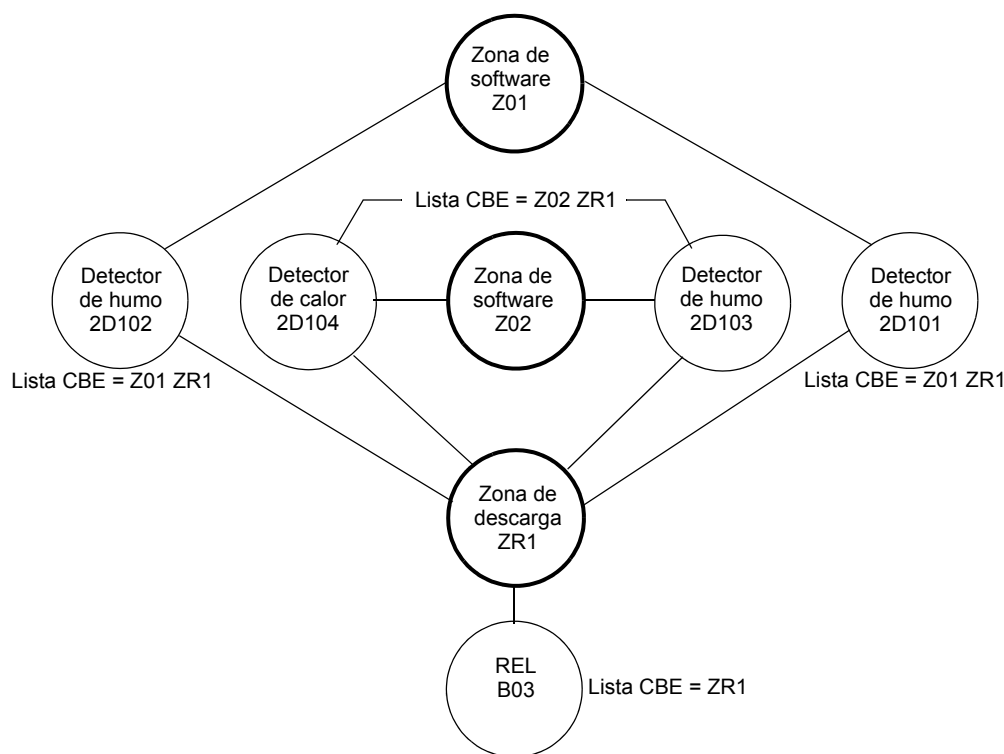 Zona de
software
Z01
Lista CBE = Z02 ZR1
Detector
de humo
2D102
Detector
de calor
2D104
Zona de
software
Z02
Detector
de humo
2D103
Detector
de humo
2D101
Lista CBE = Z01 ZR1
Lista CBE = Z01 ZR1
Zona de
descarga
ZR1
REL
B03
Lista CBE = ZR1